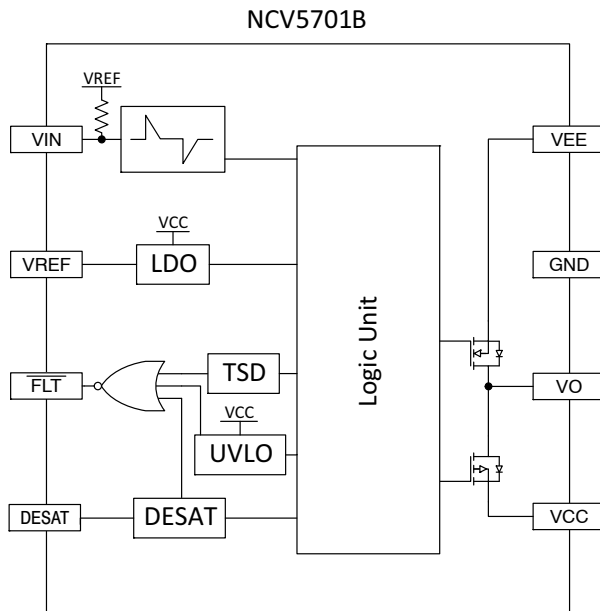 NCV5701B
VREF
VIN
VEE
VCC
VREF
LDO
GND
Logic Unit
FLT
TSD
VO
VCC
UVLO
DESAT
DESAT
VCC